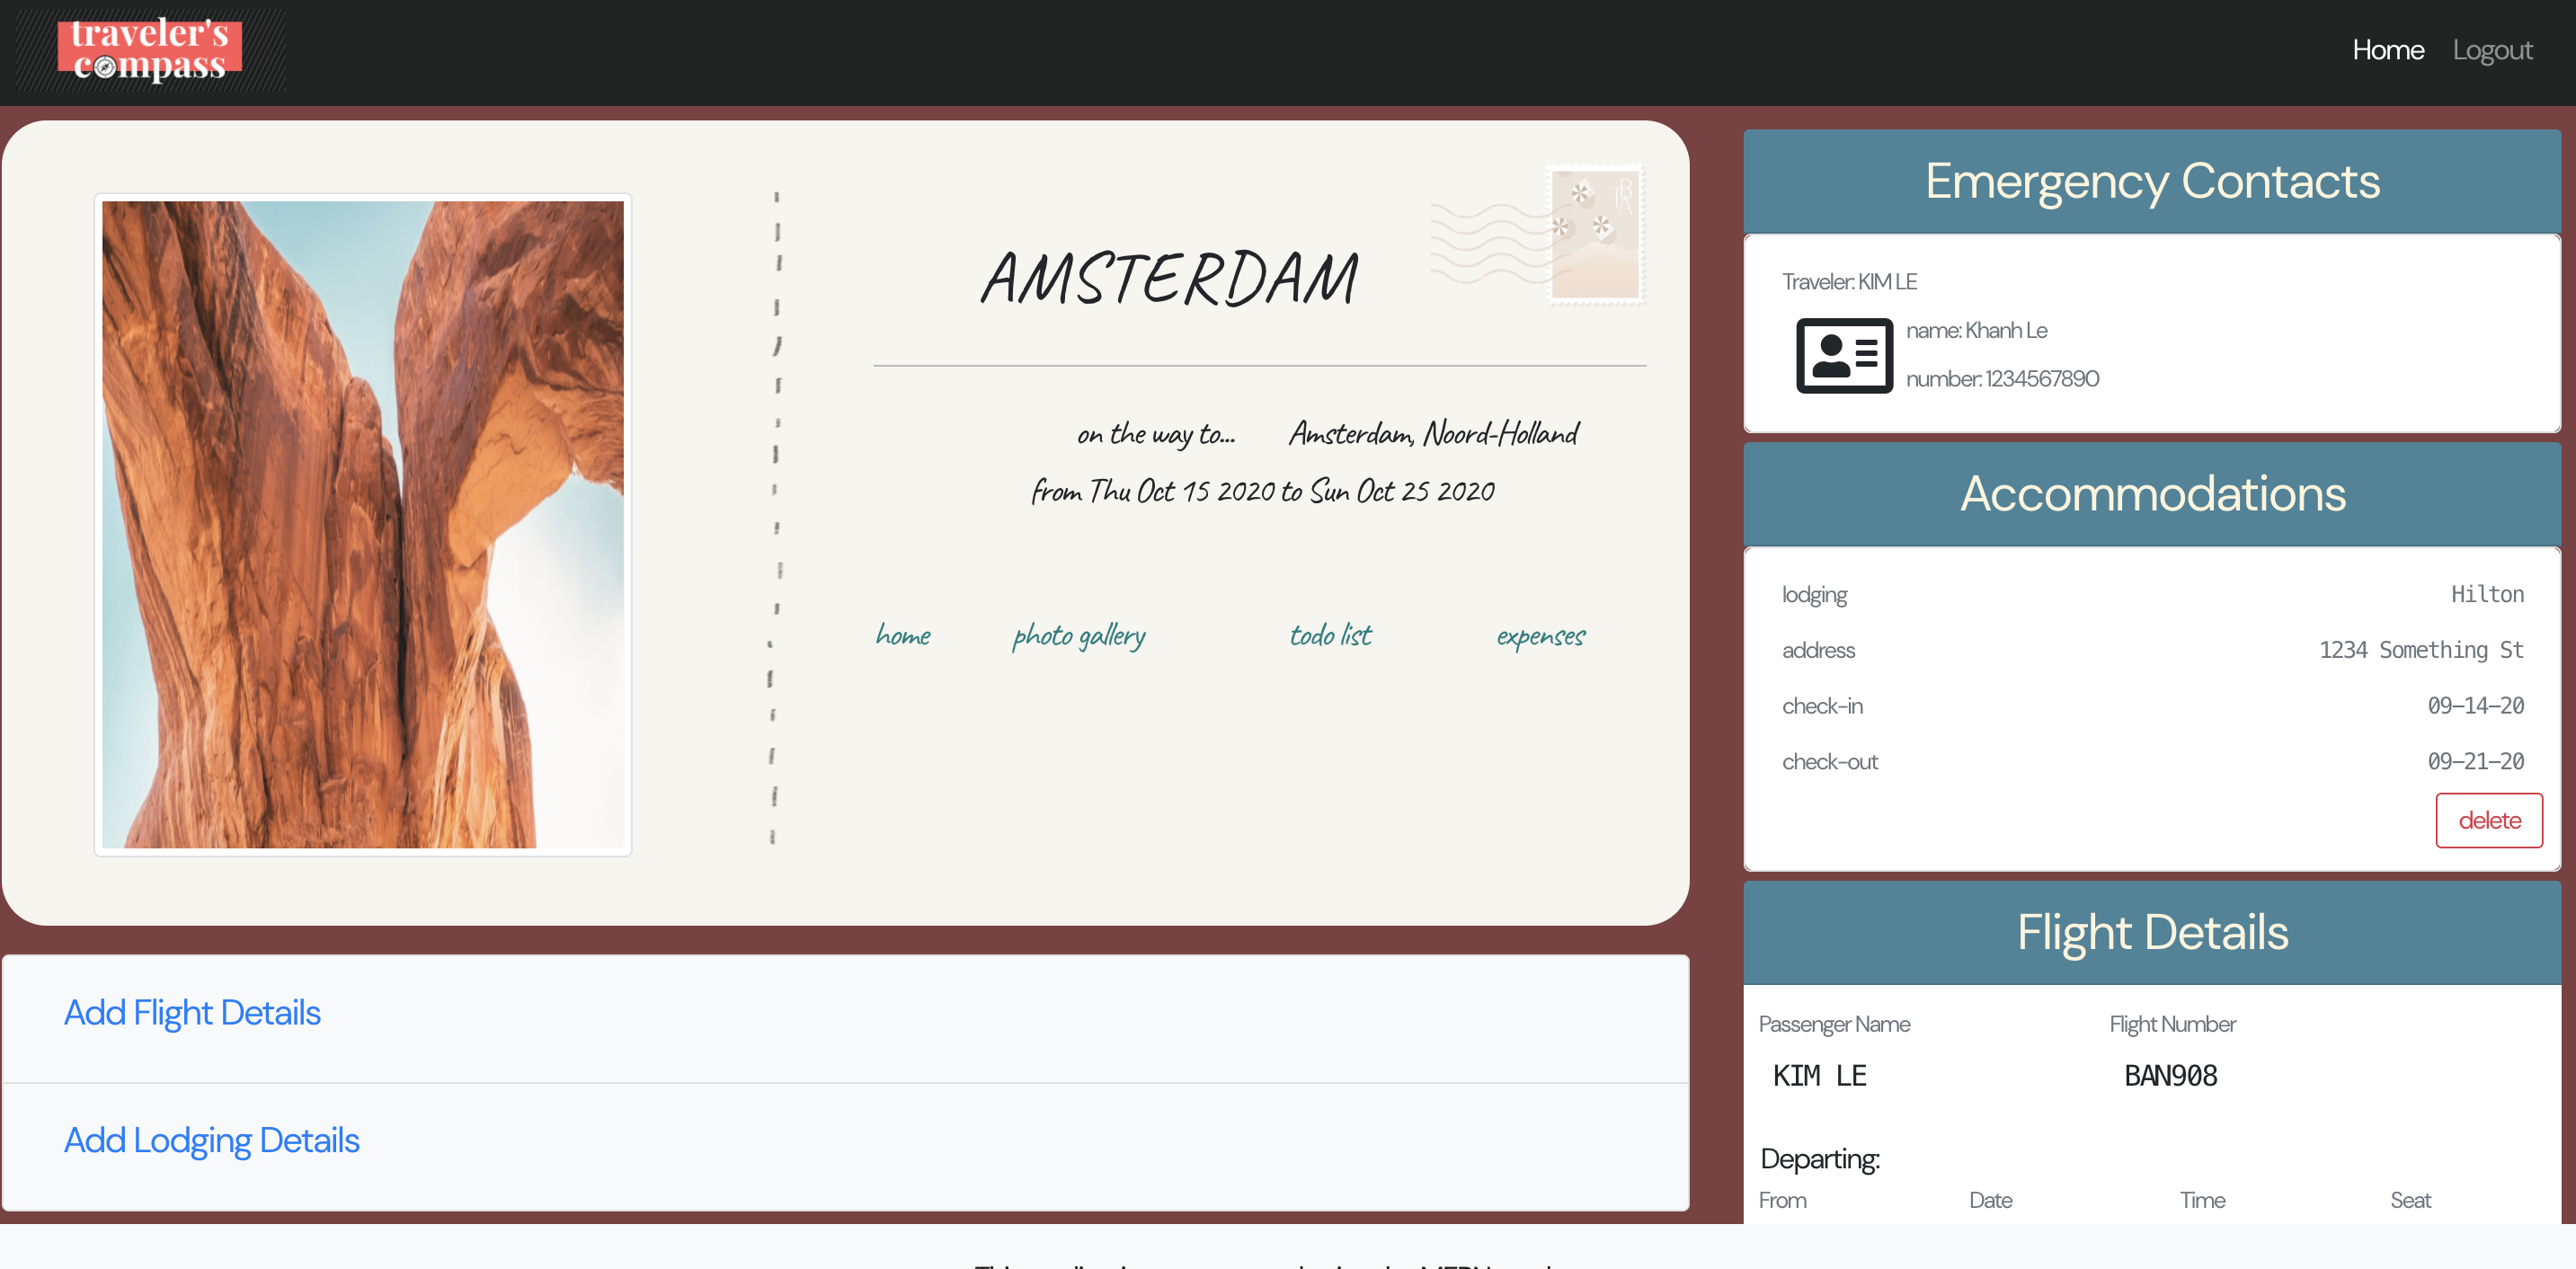 traveler's
compass
Home Logout
AMSTERDAM
on the way to... Amsterdam, Noord-Holland
from Thu Oct 15 2020 to Sun Oct 25 2020
home photo gallery todo list expenses
Add Flight Details
Add Lodging Details
Emergency Contacts
Traveler: KIM LE
name: Khanh Le
number: 1234567890
Accommodations
lodging Hilton
address 1234 Something St
check-in 09-14-20
check-out 09-21-20
delete
Flight Details
Passenger Name Flight Number
KIM LE BAN908
Departing:
From Date Time Seat